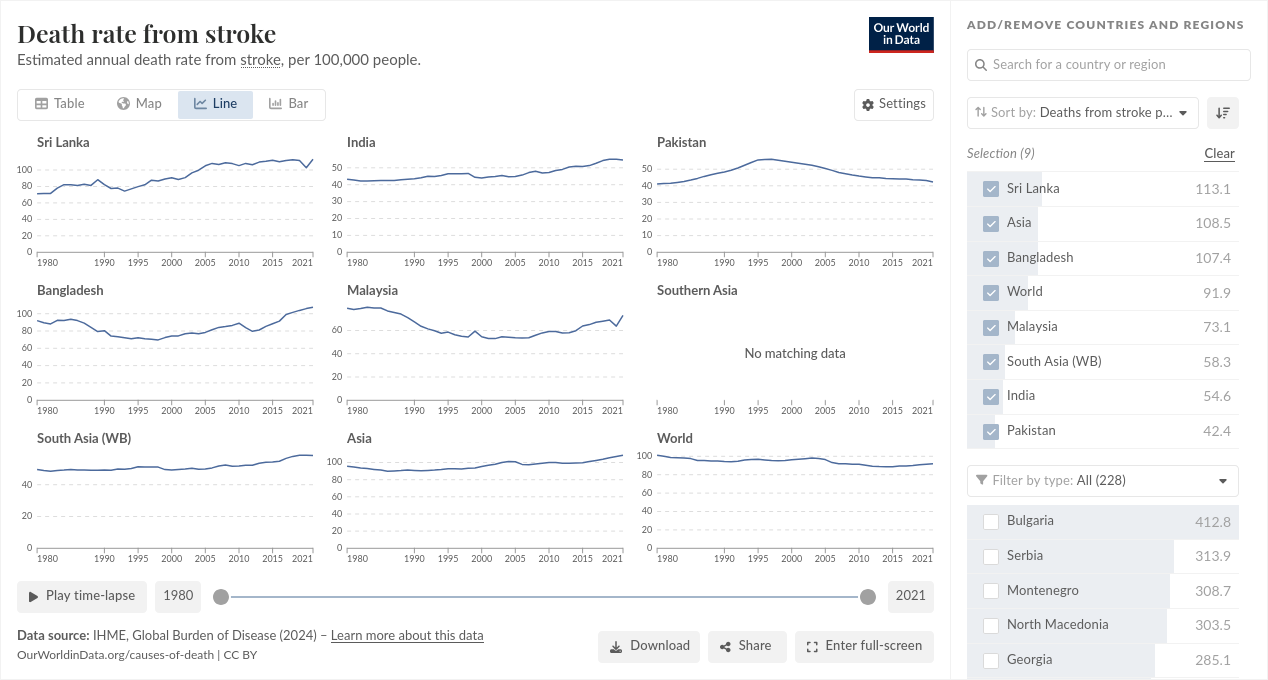 Death rate from stroke
Estimated annual death rate from stroke, per 100,000 people.
Our World
in Data
Table Map Line Bar
Settings
Sri Lanka
100
80
60
40
20
0
1980 1990 1995 2000 2005 2010 2015 2021
India
50
40
30
20
10
0
1980 1990 1995 2000 2005 2010 2015 2021
Pakistan
50
40
30
20
10
0
1980 1990 1995 2000 2005 2010 2015 2021
Bangladesh
100
80
60
40
20
0
1980 1990 1995 2000 2005 2010 2015 2021
Malaysia
60
40
20
0
1980 1990 1995 2000 2005 2010 2015 2021
Southern Asia
No matching data
1980 1990 1995 2000 2005 2010 2015 2021
South Asia (WB)
40
20
0
1980 1990 1995 2000 2005 2010 2015 2021
Asia
100
80
60
40
20
0
1980 1990 1995 2000 2005 2010 2015 2021
World
100
80
60
40
20
0
1980 1990 1995 2000 2005 2010 2015 2021
Play time-lapse 1980 2021
Data source: IHME, Global Burden of Disease (2024) – Learn more about this data
OurWorldinData.org/causes-of-death | CC BY
Download Share Enter full-screen
ADD/REMOVE COUNTRIES AND REGIONS
Search for a country or region
Sort by: Deaths from stroke p...
Selection (9) Clear
Sri Lanka 113.1
Asia 108.5
Bangladesh 107.4
World 91.9
Malaysia 73.1
South Asia (WB) 58.3
India 54.6
Pakistan 42.4
Filter by type: All (228)
Bulgaria 412.8
Serbia 313.9
Montenegro 308.7
North Macedonia 303.5
Georgia 285.1